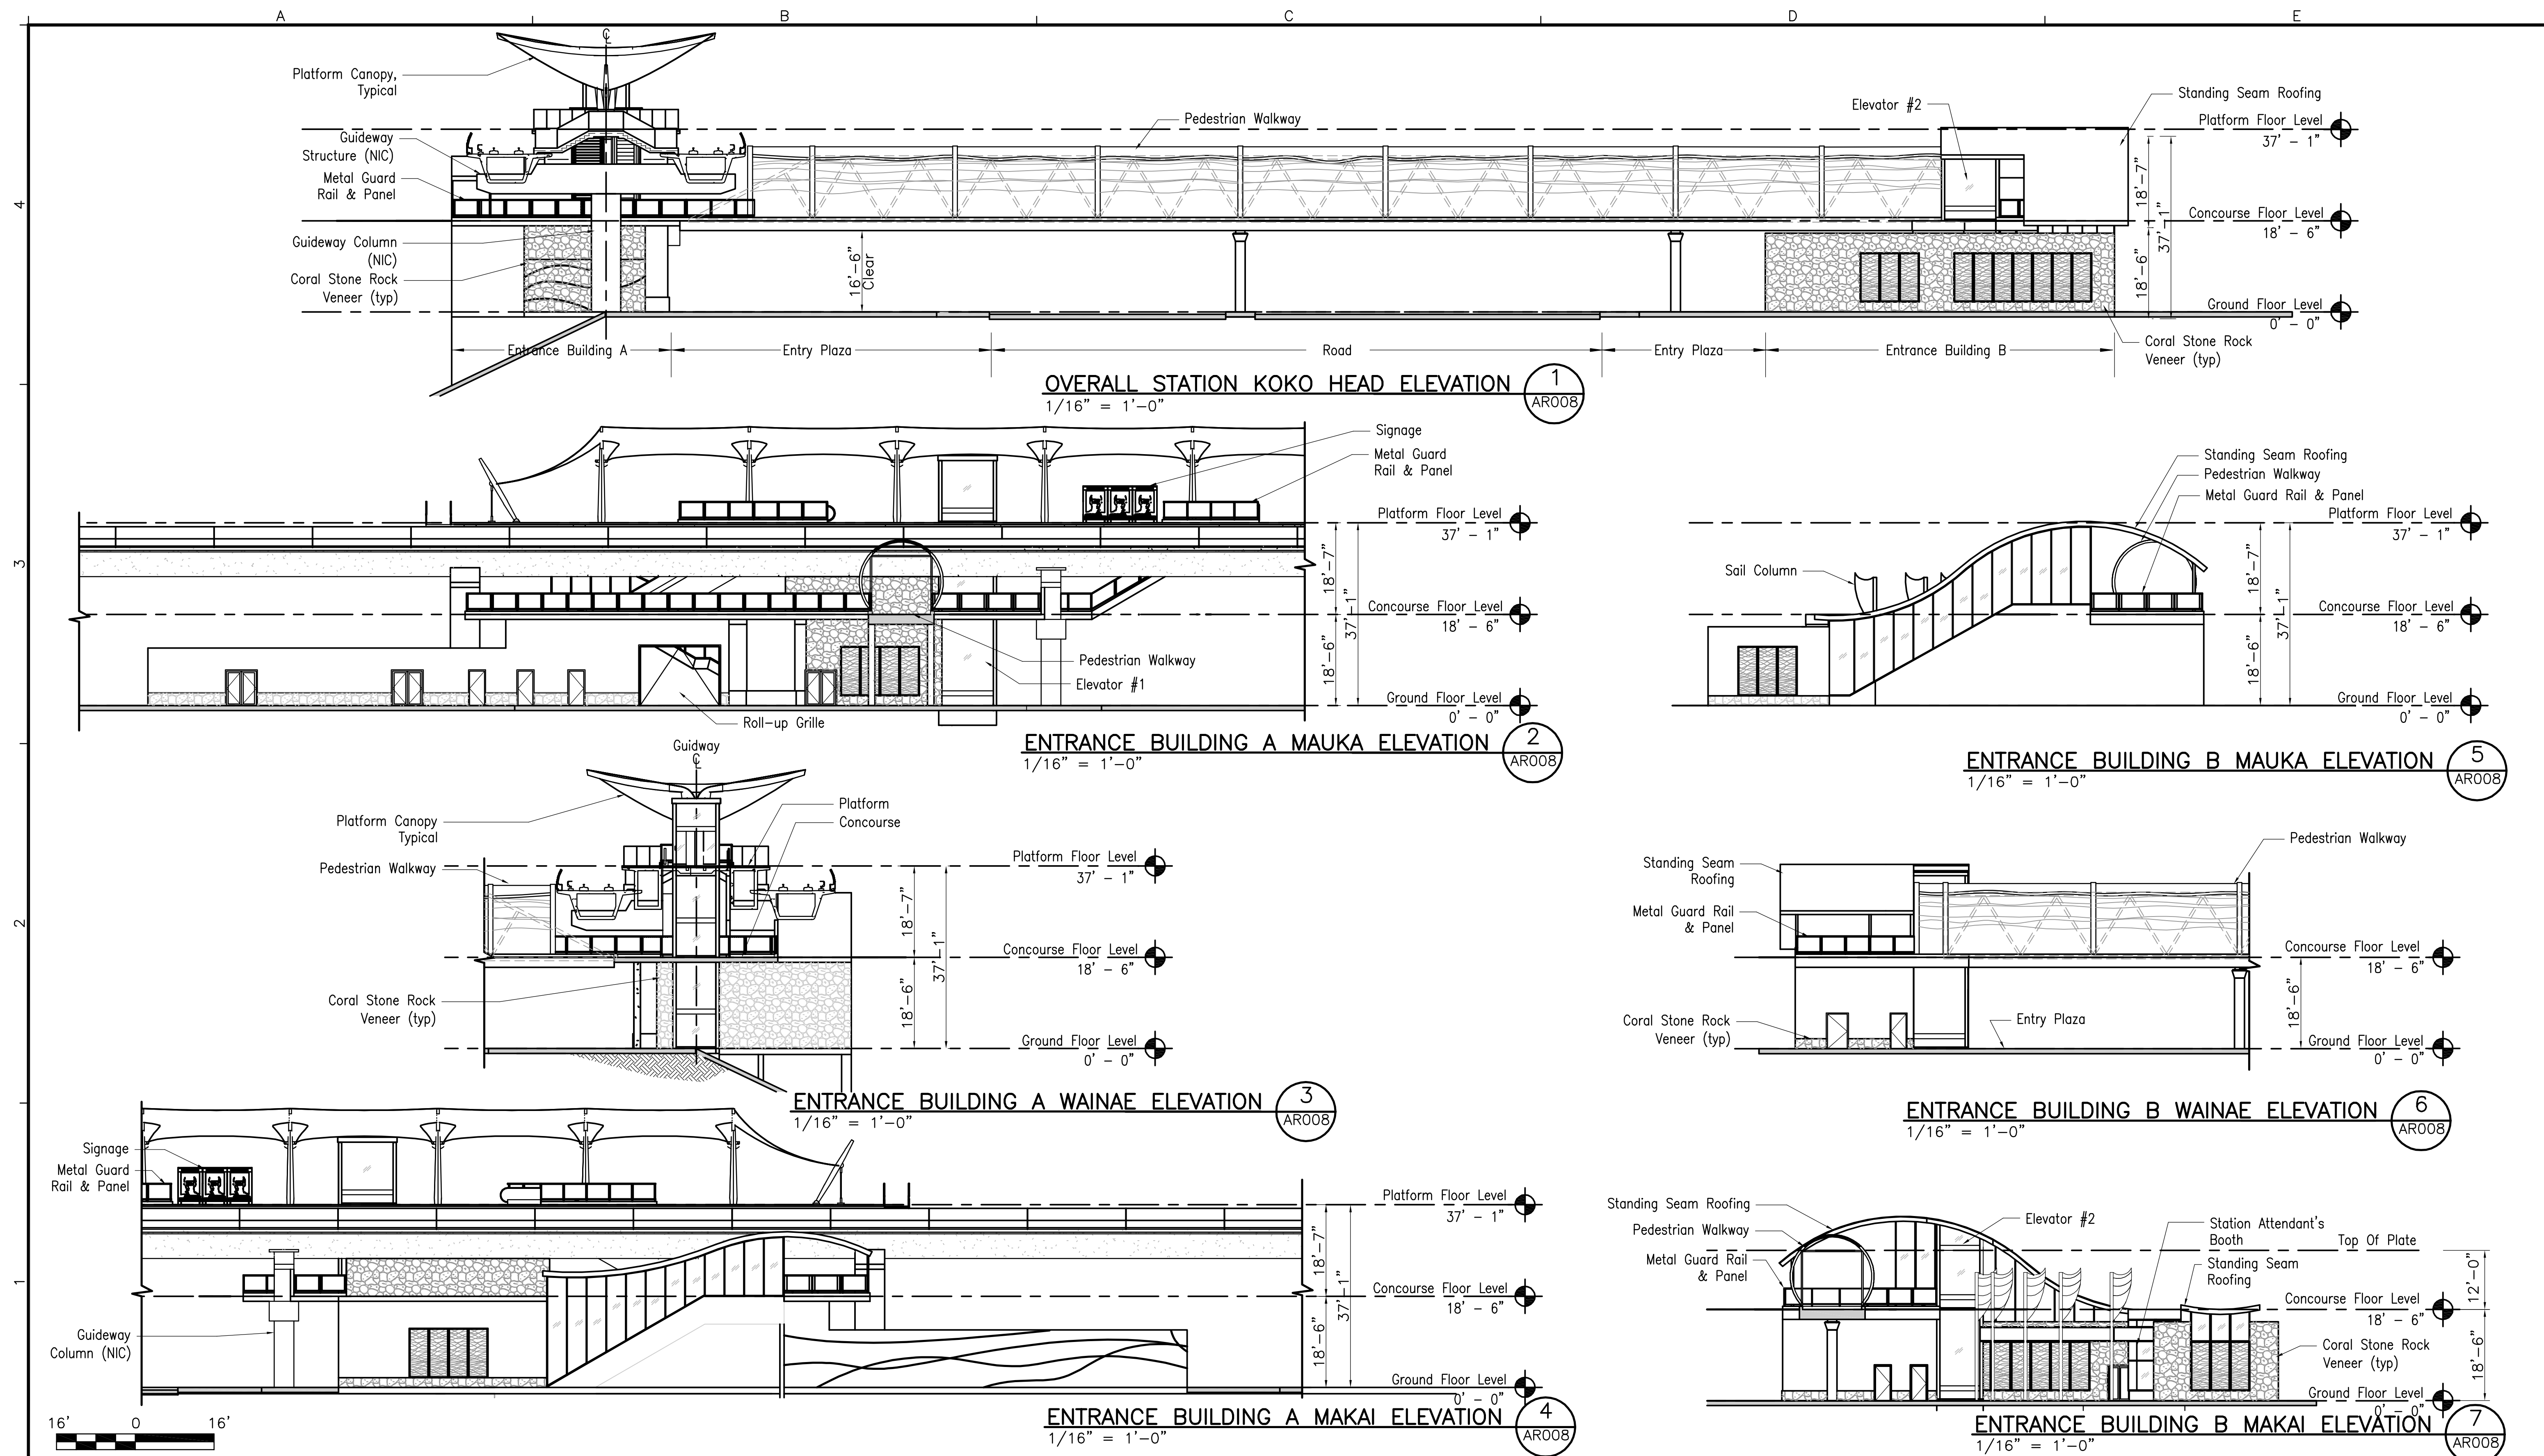 A
B
C
D
E
4
3
2
1
℄
Platform Canopy,
Typical
Guideway
Structure (NIC)
Metal Guard
Rail & Panel
Guideway Column
(NIC)
Coral Stone Rock
Veneer (typ)
Pedestrian Walkway
Elevator #2
Standing Seam Roofing
Platform Floor Level
37' - 1"
Concourse Floor Level
18' - 6"
Ground Floor Level
0' - 0"
18'-7"
18'-6"
37'-1"
16'-6"
Clear
Coral Stone Rock
Veneer (typ)
Entrance Building A
Entry Plaza
Road
Entry Plaza
Entrance Building B
OVERALL STATION KOKO HEAD ELEVATION
1/16" = 1'-0"
1
AR008
Signage
Metal Guard
Rail & Panel
Platform Floor Level
37' - 1"
Concourse Floor Level
18' - 6"
Ground Floor Level
0' - 0"
18'-7"
18'-6"
37'-1"
Pedestrian Walkway
Elevator #1
Roll-up Grille
ENTRANCE BUILDING A MAUKA ELEVATION
1/16" = 1'-0"
2
AR008
Standing Seam Roofing
Pedestrian Walkway
Metal Guard Rail & Panel
Platform Floor Level
37' - 1"
Sail Column
Concourse Floor Level
18' - 6"
Ground Floor Level
0' - 0"
18'-7"
18'-6"
37'-1"
ENTRANCE BUILDING B MAUKA ELEVATION
1/16" = 1'-0"
5
AR008
Guidway
℄
Platform Canopy
Typical
Pedestrian Walkway
Coral Stone Rock
Veneer (typ)
Platform
Concourse
Platform Floor Level
37' - 1"
Concourse Floor Level
18' - 6"
Ground Floor Level
0' - 0"
18'-7"
18'-6"
37'-1"
ENTRANCE BUILDING A WAINAE ELEVATION
1/16" = 1'-0"
3
AR008
Pedestrian Walkway
Standing Seam
Roofing
Metal Guard Rail
& Panel
Coral Stone Rock
Veneer (typ)
Entry Plaza
Concourse Floor Level
18' - 6"
Ground Floor Level
0' - 0"
18'-6"
ENTRANCE BUILDING B WAINAE ELEVATION
1/16" = 1'-0"
6
AR008
Signage
Metal Guard
Rail & Panel
Guideway
Column (NIC)
Platform Floor Level
37' - 1"
Concourse Floor Level
18' - 6"
Ground Floor Level
0' - 0"
18'-7"
18'-6"
37'-1"
16'
0
16'
ENTRANCE BUILDING A MAKAI ELEVATION
1/16" = 1'-0"
4
AR008
Standing Seam Roofing
Pedestrian Walkway
Metal Guard Rail
& Panel
Elevator #2
Station Attendant's
Booth
Top Of Plate
Standing Seam
Roofing
Concourse Floor Level
18' - 6"
Coral Stone Rock
Veneer (typ)
Ground Floor Level
0' - 0"
12'-0"
18'-6"
ENTRANCE BUILDING B MAKAI ELEVATION
1/16" = 1'-0"
7
AR008